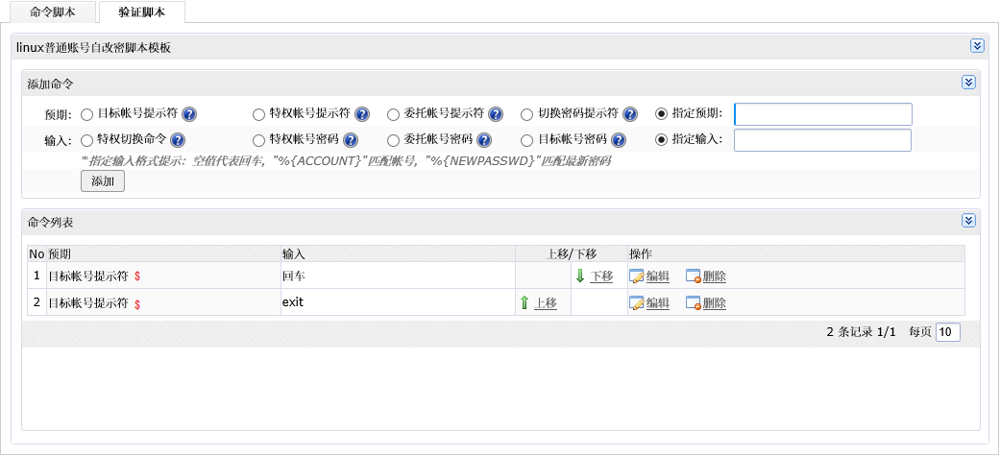 命令脚本 验证脚本
linux普通账号自改密脚本模板
添加命令
预期: 目标帐号提示符 特权帐号提示符 委托帐号提示符 切换密码提示符 指定预期:
输入: 特权切换命令 特权帐号密码 委托帐号密码 目标帐号密码 指定输入:
*指定输入格式提示: 空值代表回车, "%{ACCOUNT}"匹配账号, "%{NEWPASSWD}"匹配最新密码
添加
命令列表
No 预期 输入 上移/下移 操作
1 目标帐号提示符 $ 回车 下移 编辑 删除
2 目标帐号提示符 $ exit 上移 编辑 删除
2 条记录 1/1 每页 10